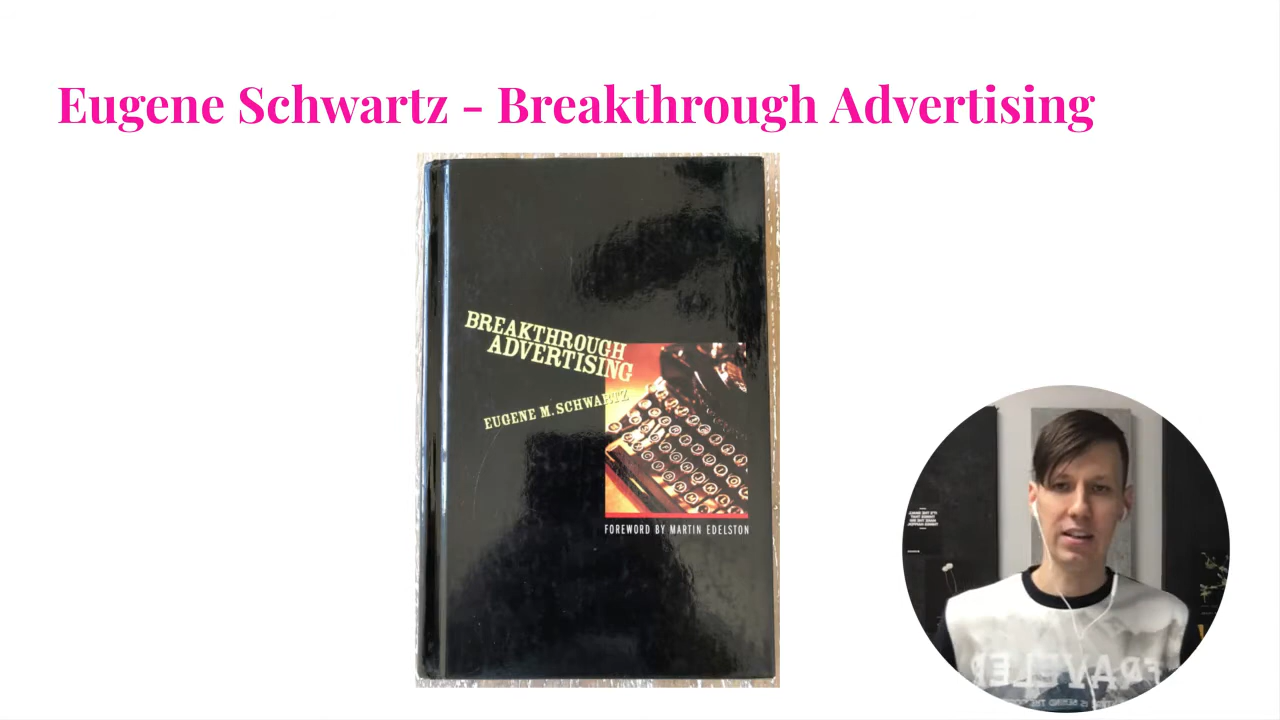 Eugene Schwartz - Breakthrough Advertising
BREAKTHROUGH
ADVERTISING
EUGENE M. SCHWARTZ
FOREWORD BY MARTIN EDELSTON